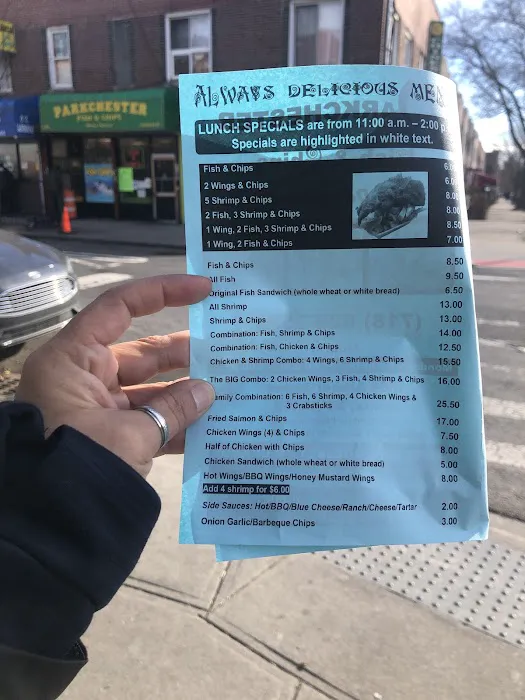 PARKCHESTER
FISH & CHIPS
ALWAYS DELICIOUS
LUNCH SPECIALS are from 11:00 a.m. – 2:00
Specials are highlighted in white text.
Fish & Chips
2 Wings & Chips
5 Shrimp & Chips 8.00
2 Fish, 3 Shrimp & Chips 8.00
1 Wing, 2 Fish, 3 Shrimp & Chips 8.50
1 Wing, 2 Fish & Chips 7.00
Fish & Chips 8.50
All Fish 9.50
Original Fish Sandwich (whole wheat or white bread) 6.50
All Shrimp 13.00
Shrimp & Chips 13.00
Combination: Fish, Shrimp & Chips 14.00
Combination: Fish, Chicken & Chips 12.50
Chicken & Shrimp Combo: 4 Wings, 6 Shrimp & Chips 15.50
The BIG Combo: 2 Chicken Wings, 3 Fish, 4 Shrimp & Chips 16.00
Family Combination: 6 Fish, 6 Shrimp, 4 Chicken Wings &
3 Crabsticks 25.50
Fried Salmon & Chips 17.00
Chicken Wings (4) & Chips 7.50
Half of Chicken with Chips 8.00
Chicken Sandwich (whole wheat or white bread) 5.00
Hot Wings/BBQ Wings/Honey Mustard Wings 8.00
Add 4 shrimp for $6.00
Side Sauces: Hot/BBQ/Blue Cheese/Ranch/Cheese/Tartar 2.00
Onion Garlic/Barbeque Chips 3.00